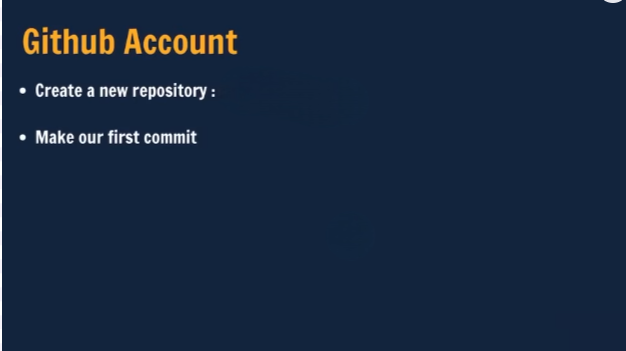 Github Account
• Create a new repository :
• Make our first commit